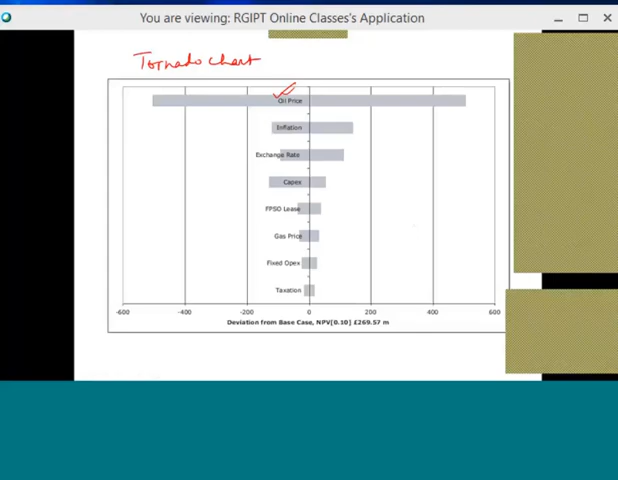 You are viewing: RGIPT Online Classes's Application
Tornado chart
Oil Price
Inflation
Exchange Rate
Capex
FPSO Lease
Gas Price
Fixed Opex
Taxation
-600 -400 -200 0 200 400 600
Deviation from Base Case, NPV[0.10] £269.57 m